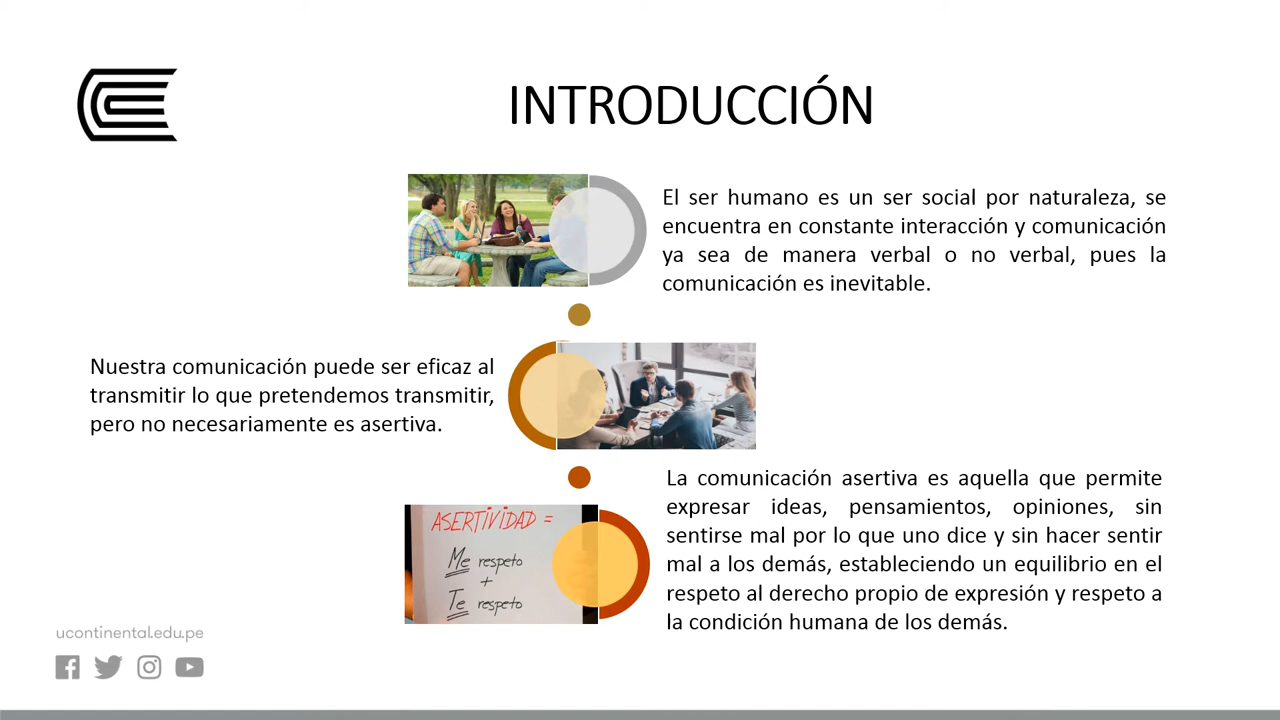 INTRODUCCIÓN
El ser humano es un ser social por naturaleza, se
encuentra en constante interacción y comunicación
ya sea de manera verbal o no verbal, pues la
comunicación es inevitable.
Nuestra comunicación puede ser eficaz al
transmitir lo que pretendemos transmitir,
pero no necesariamente es asertiva.
La comunicación asertiva es aquella que permite
expresar ideas, pensamientos, opiniones, sin
sentirse mal por lo que uno dice y sin hacer sentir
mal a los demás, estableciendo un equilibrio en el
respeto al derecho propio de expresión y respeto a
la condición humana de los demás.
ASERTIVIDAD =
Me respeto
+
Te respeto
ucontinental.edu.pe